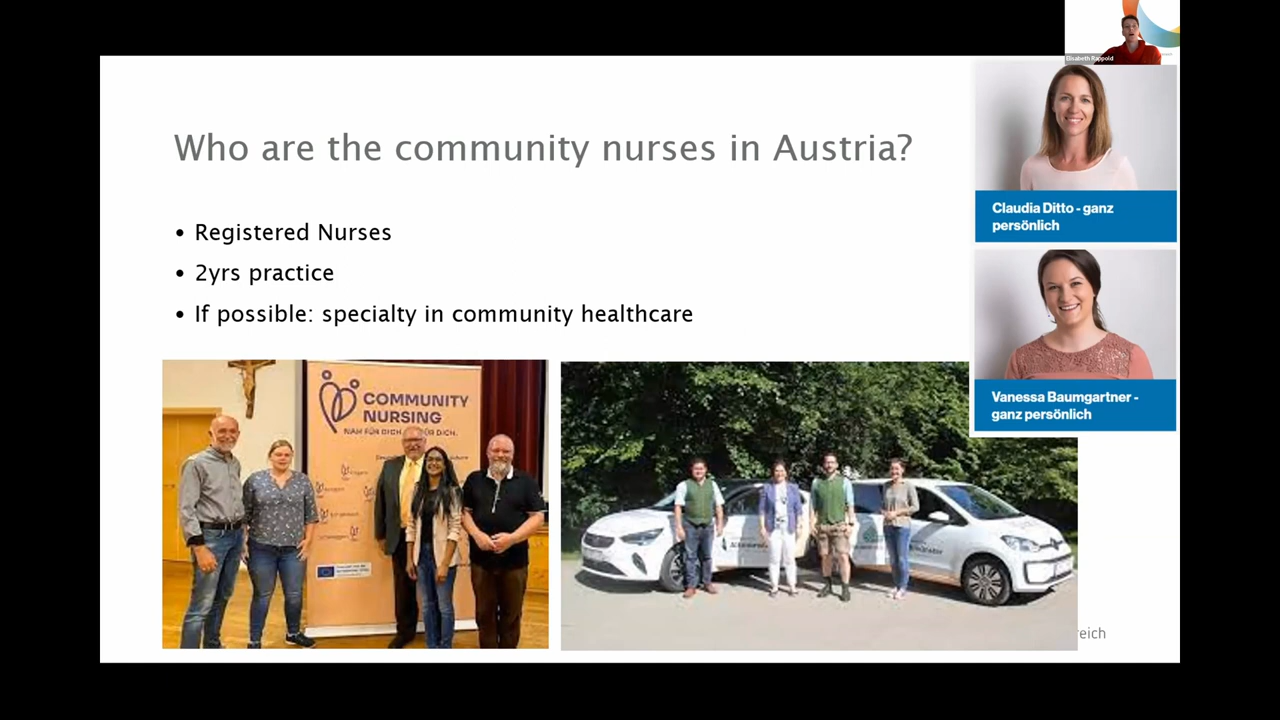 Elisabeth Rappold
Who are the community nurses in Austria?
• Registered Nurses
• 2yrs practice
• If possible: specialty in community healthcare
Claudia Ditto - ganz
persönlich
Vanessa Baumgartner -
ganz persönlich
COMMUNITY
NURSING
NAH FÜR DICH
FÜR DICH.
reich